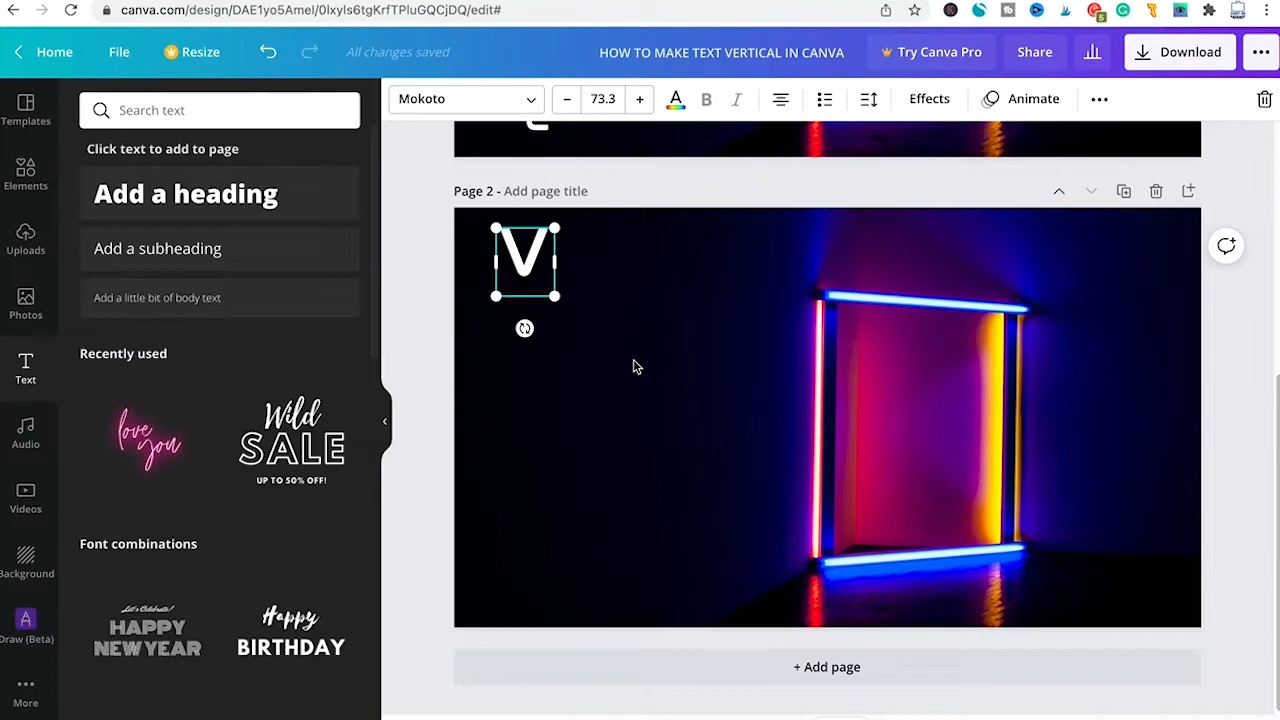 canva.com/design/DAE1yo5AmeI/0Ixyls6tgKrfTPluGQCjDQ/edit#
Home
File
Resize
All changes saved
HOW TO MAKE TEXT VERTICAL IN CANVA
Try Canva Pro
Share
Download
Templates
Elements
Uploads
Photos
Text
Audio
Videos
Background
Draw (Beta)
More
Search text
Click text to add to page
Add a heading
Add a subheading
Add a little bit of body text
Recently used
love
you
Wild
SALE
UP TO 50% OFF!
Font combinations
Let's Celebrate!
HAPPY
NEW YEAR
Happy
BIRTHDAY
Mokoto
– 73.3 +
A B I
Effects
Animate
Page 2 - Add page title
V
+ Add page